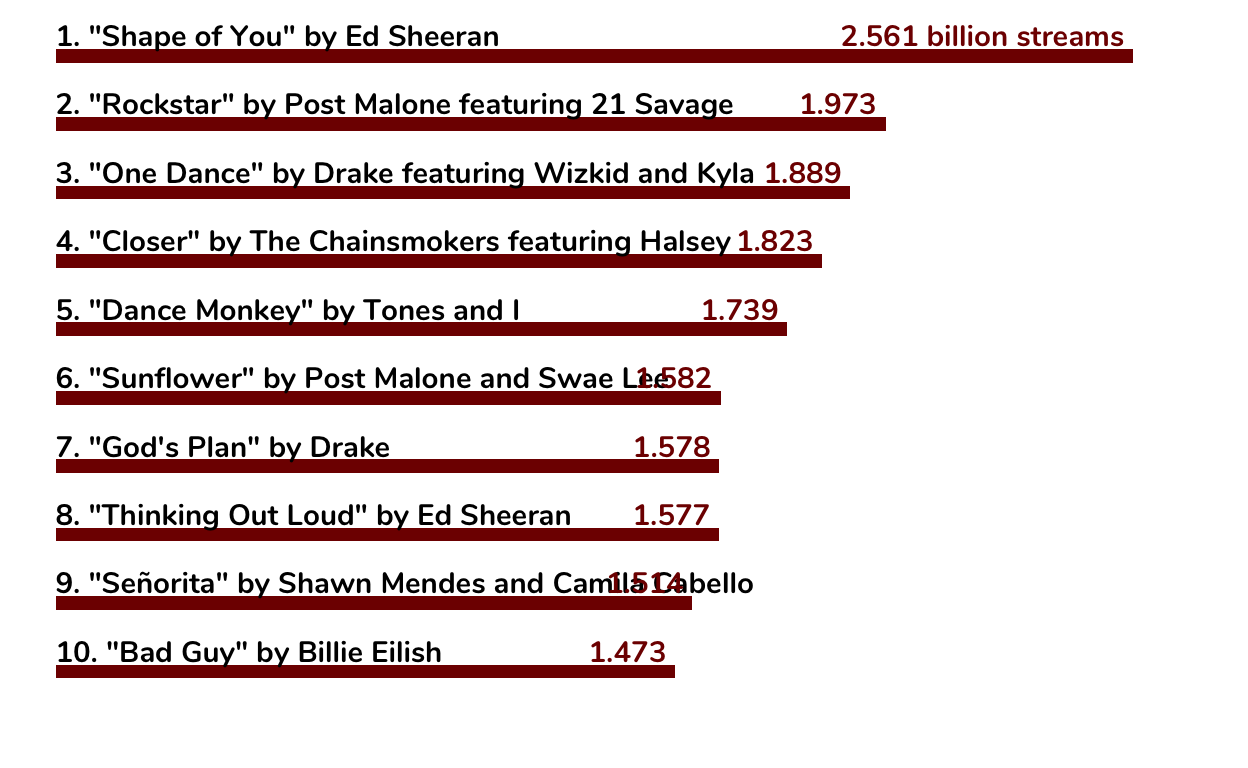 1. "Shape of You" by Ed Sheeran 2.561 billion streams
2. "Rockstar" by Post Malone featuring 21 Savage 1.973
3. "One Dance" by Drake featuring Wizkid and Kyla 1.889
4. "Closer" by The Chainsmokers featuring Halsey 1.823
5. "Dance Monkey" by Tones and I 1.739
6. "Sunflower" by Post Malone and Swae Lee 1.582
7. "God's Plan" by Drake 1.578
8. "Thinking Out Loud" by Ed Sheeran 1.577
9. "Señorita" by Shawn Mendes and Camila Cabello 1.514
10. "Bad Guy" by Billie Eilish 1.473